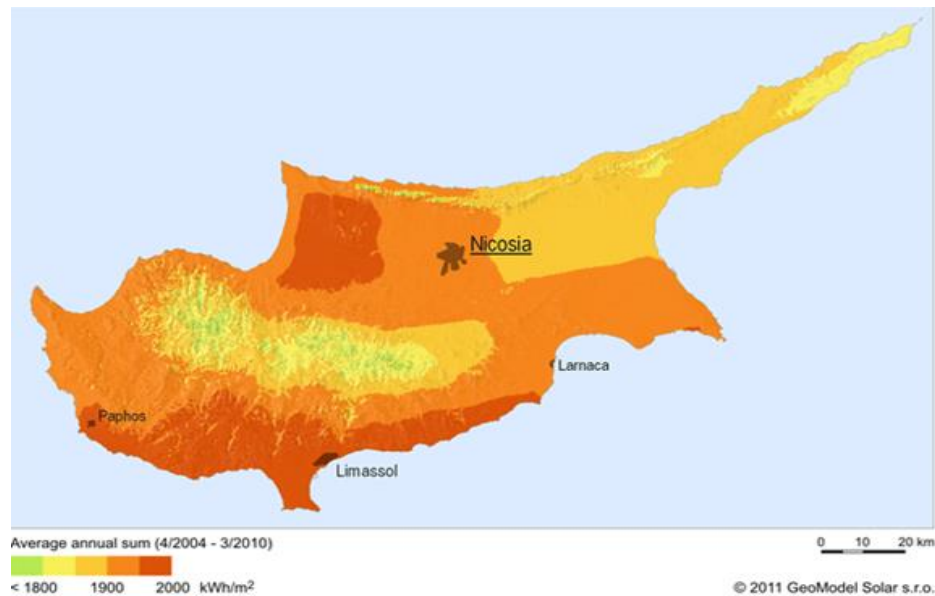 Nicosia
Larnaca
Paphos
Limassol
Average annual sum (4/2004 - 3/2010)
0 10 20 km
< 1800 1900 2000 kWh/m²
© 2011 GeoModel Solar s.r.o.